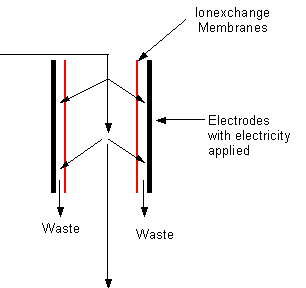 Ionexchange
Membranes
Electrodes
with electricity
applied
Waste
Waste